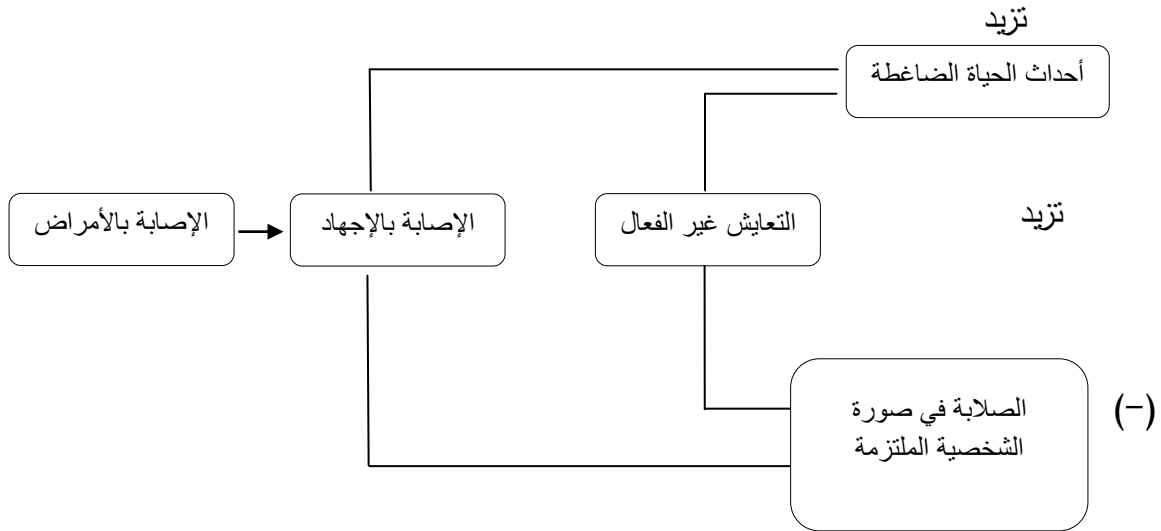 تزيد
أحداث الحياة الضاغطة
تزيد
التعايش غير الفعال
الإصابة بالإجهاد
الإصابة بالأمراض
(-)
الصلابة في صورة
الشخصية الملتزمة